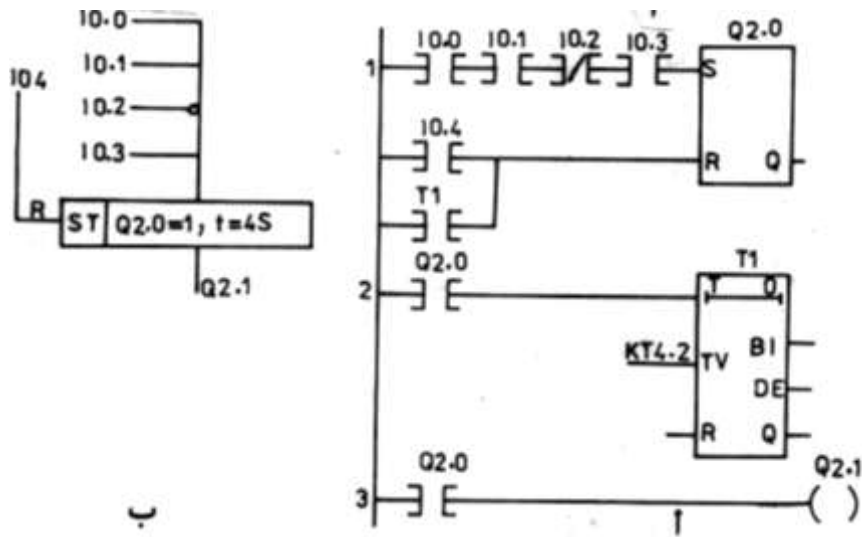 I0.0
I0.1
I04
I0.2
I0.3
R
ST Q2.0=1, t=4S
Q2.1
ب
1 I0.0 I0.1 I0.2 I0.3 Q2.0
S
I0.4
R Q
T1
2 Q2.0 T1
T 0
KT4.2 TV BI
DE
R Q
3 Q2.0 Q2.1
أ